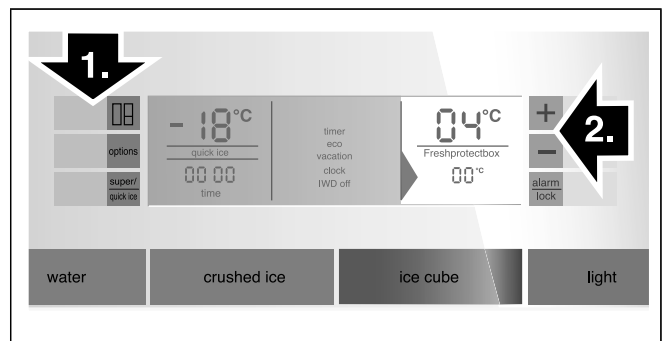 1.
- 18°C
quick ice
00 00
time
timer
eco
vacation
clock
IWD off
04°C
Freshprotectbox
00°C
+
2.
-
options
super/
quick ice
alarm
lock
water
crushed ice
ice cube
light